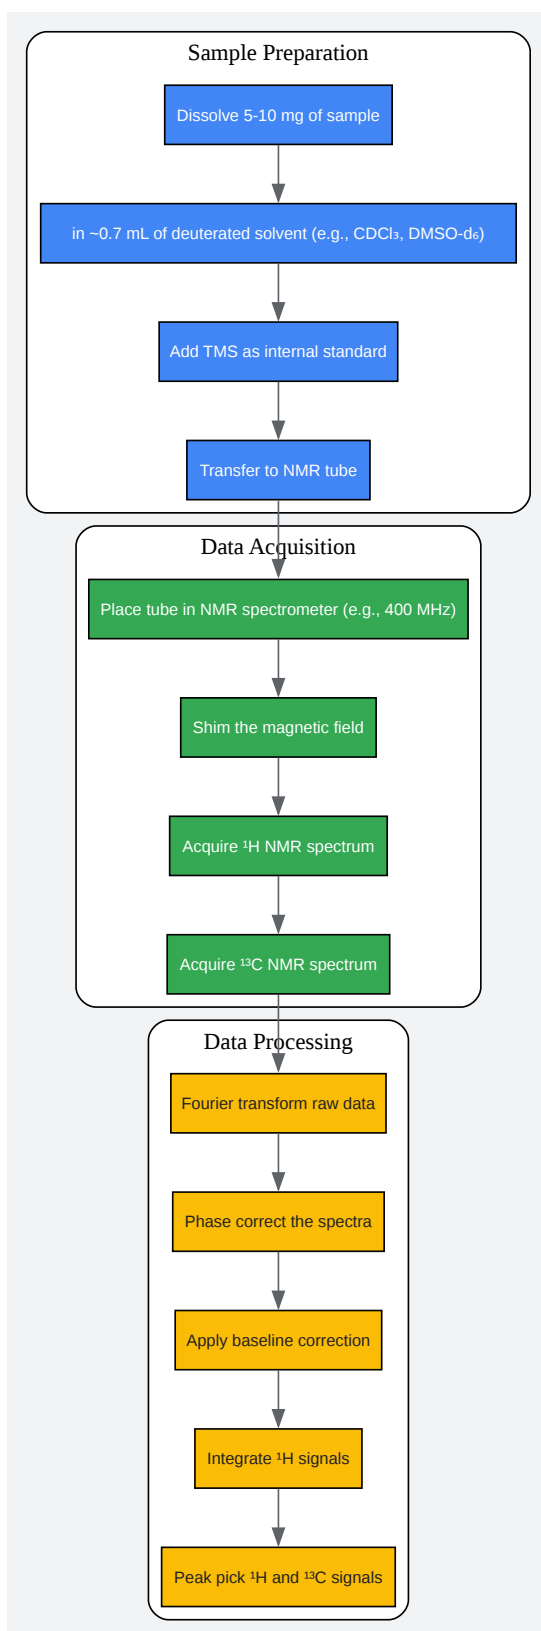 Sample Preparation
Dissolve 5-10 mg of sample
in ~0.7 mL of deuterated solvent (e.g., CDCl₃, DMSO-d₆)
Add TMS as internal standard
Transfer to NMR tube
Data Acquisition
Place tube in NMR spectrometer (e.g., 400 MHz)
Shim the magnetic field
Acquire ¹H NMR spectrum
Acquire ¹³C NMR spectrum
Data Processing
Fourier transform raw data
Phase correct the spectra
Apply baseline correction
Integrate ¹H signals
Peak pick ¹H and ¹³C signals